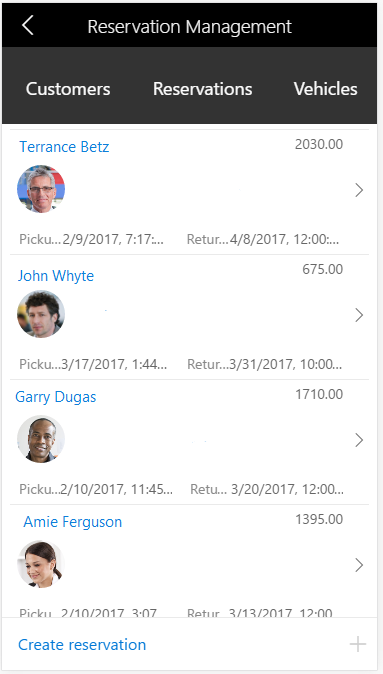 Reservation Management
Customers Reservations Vehicles
Terrance Betz 2030.00
Picku... 2/9/2017, 7:17:... Retur... 4/8/2017, 12:00:...
John Whyte 675.00
Picku... 3/17/2017, 1:44... Retur... 3/31/2017, 10:00...
Garry Dugas 1710.00
Picku... 2/10/2017, 11:45... Retu... 3/20/2017, 12:00...
Amie Ferguson 1395.00
Picku... 2/10/2017, 3:07 Retur... 3/13/2017, 12:00
Create reservation